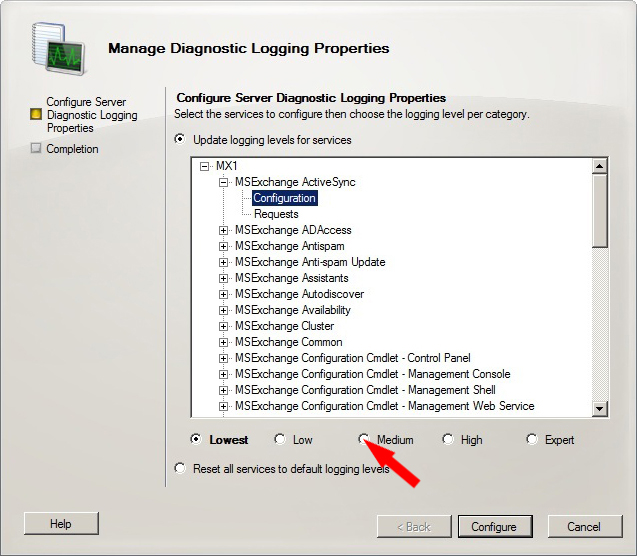 Manage Diagnostic Logging Properties
Configure Server
Diagnostic Logging
Properties
Completion
Configure Server Diagnostic Logging Properties
Select the services to configure then choose the logging level per category.
Update logging levels for services
MX1
MSExchange ActiveSync
Configuration
Requests
MSExchange ADAccess
MSExchange Antispam
MSExchange Anti-spam Update
MSExchange Assistants
MSExchange Autodiscover
MSExchange Availability
MSExchange Cluster
MSExchange Common
MSExchange Configuration Cmdlet - Control Panel
MSExchange Configuration Cmdlet - Management Console
MSExchange Configuration Cmdlet - Management Shell
MSExchange Configuration Cmdlet - Management Web Service
Lowest Low Medium High Expert
Reset all services to default logging levels
Help < Back Configure Cancel